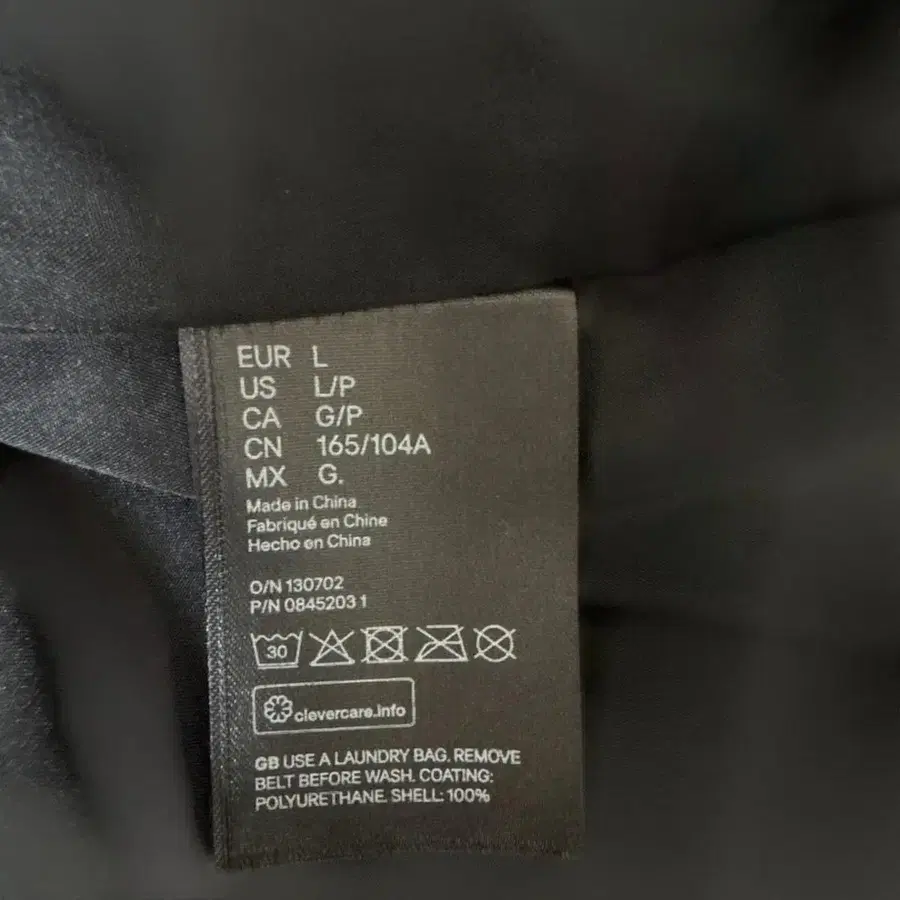 EUR L
US L/P
CA G/P
CN 165/104A
MX G.
Made in China
Fabriqué en Chine
Hecho en China
O/N 130702
P/N 0845203 1
30
clevercare.info
GB USE A LAUNDRY BAG. REMOVE
BELT BEFORE WASH. COATING:
POLYURETHANE. SHELL: 100%